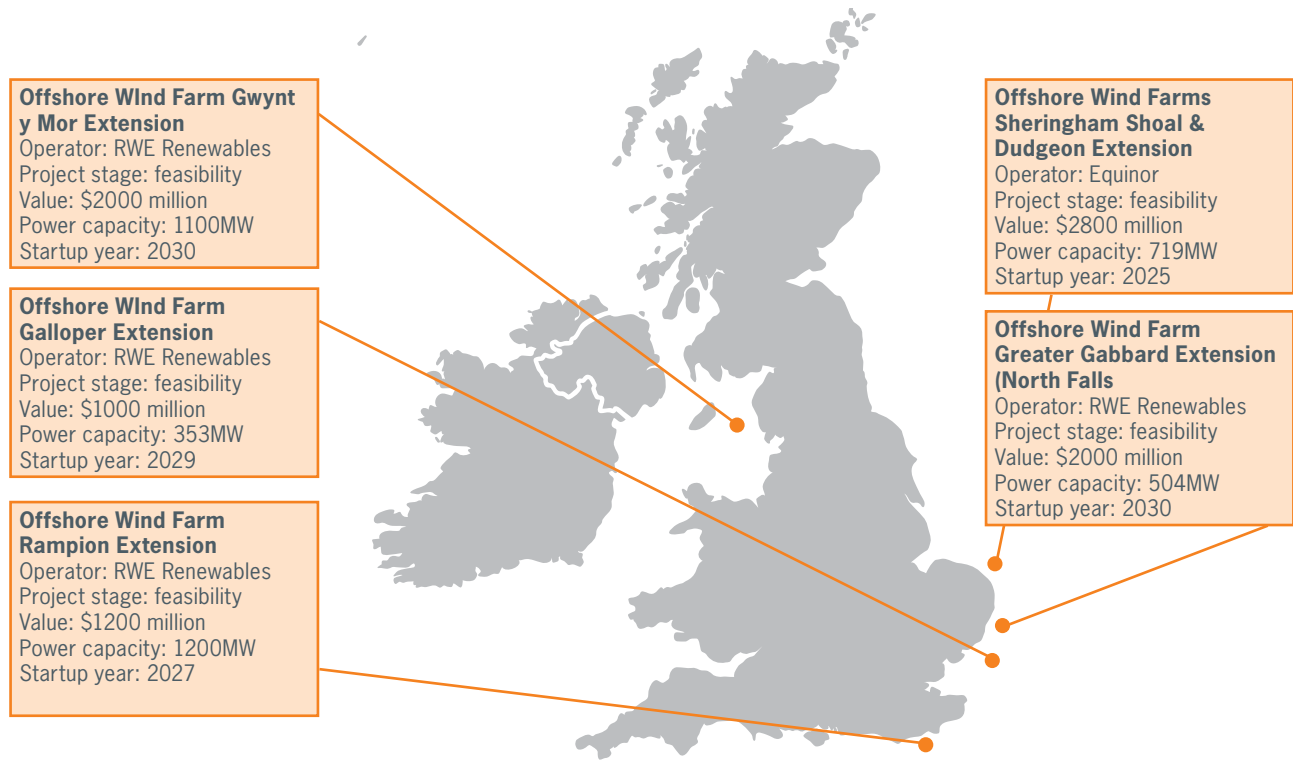 Offshore WInd Farm Gwynt
y Mor Extension
Operator: RWE Renewables
Project stage: feasibility
Value: $2000 million
Power capacity: 1100MW
Startup year: 2030
Offshore WInd Farm
Galloper Extension
Operator: RWE Renewables
Project stage: feasibility
Value: $1000 million
Power capacity: 353MW
Startup year: 2029
Offshore Wind Farm
Rampion Extension
Operator: RWE Renewables
Project stage: feasibility
Value: $1200 million
Power capacity: 1200MW
Startup year: 2027
Offshore Wind Farms
Sheringham Shoal &
Dudgeon Extension
Operator: Equinor
Project stage: feasibility
Value: $2800 million
Power capacity: 719MW
Startup year: 2025
Offshore Wind Farm
Greater Gabbard Extension
(North Falls
Operator: RWE Renewables
Project stage: feasibility
Value: $2000 million
Power capacity: 504MW
Startup year: 2030